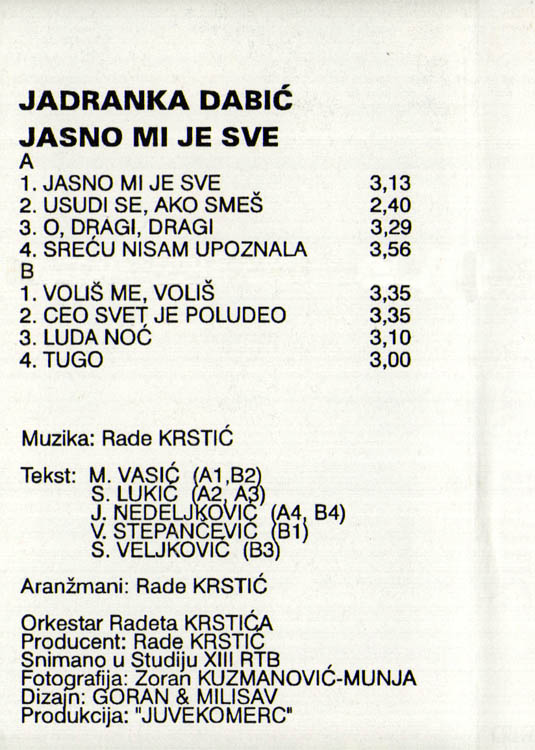 JADRANKA DABIĆ
JASNO MI JE SVE
A
1. JASNO MI JE SVE 3,13
2. USUDI SE, AKO SMEŠ 2,40
3. O, DRAGI, DRAGI 3,29
4. SREĆU NISAM UPOZNALA 3,56
B
1. VOLIŠ ME, VOLIŠ 3,35
2. CEO SVET JE POLUDEO 3,35
3. LUDA NOĆ 3,10
4. TUGO 3,00
Muzika: Rade KRSTIĆ
Tekst: M. VASIĆ (A1,B2)
S. LUKIĆ (A2, A3)
J. NEDELJKOVIĆ (A4, B4)
V. STEPANČEVIĆ (B1)
S. VELJKOVIĆ (B3)
Aranžmani: Rade KRSTIĆ
Orkestar Radeta KRSTIĆA
Producent: Rade KRSTIĆ
Snimano u Studiju XIII RTB
Fotografija: Zoran KUZMANOVIĆ-MUNJA
Dizajn: GORAN & MILISAV
Produkcija: "JUVEKOMERC"